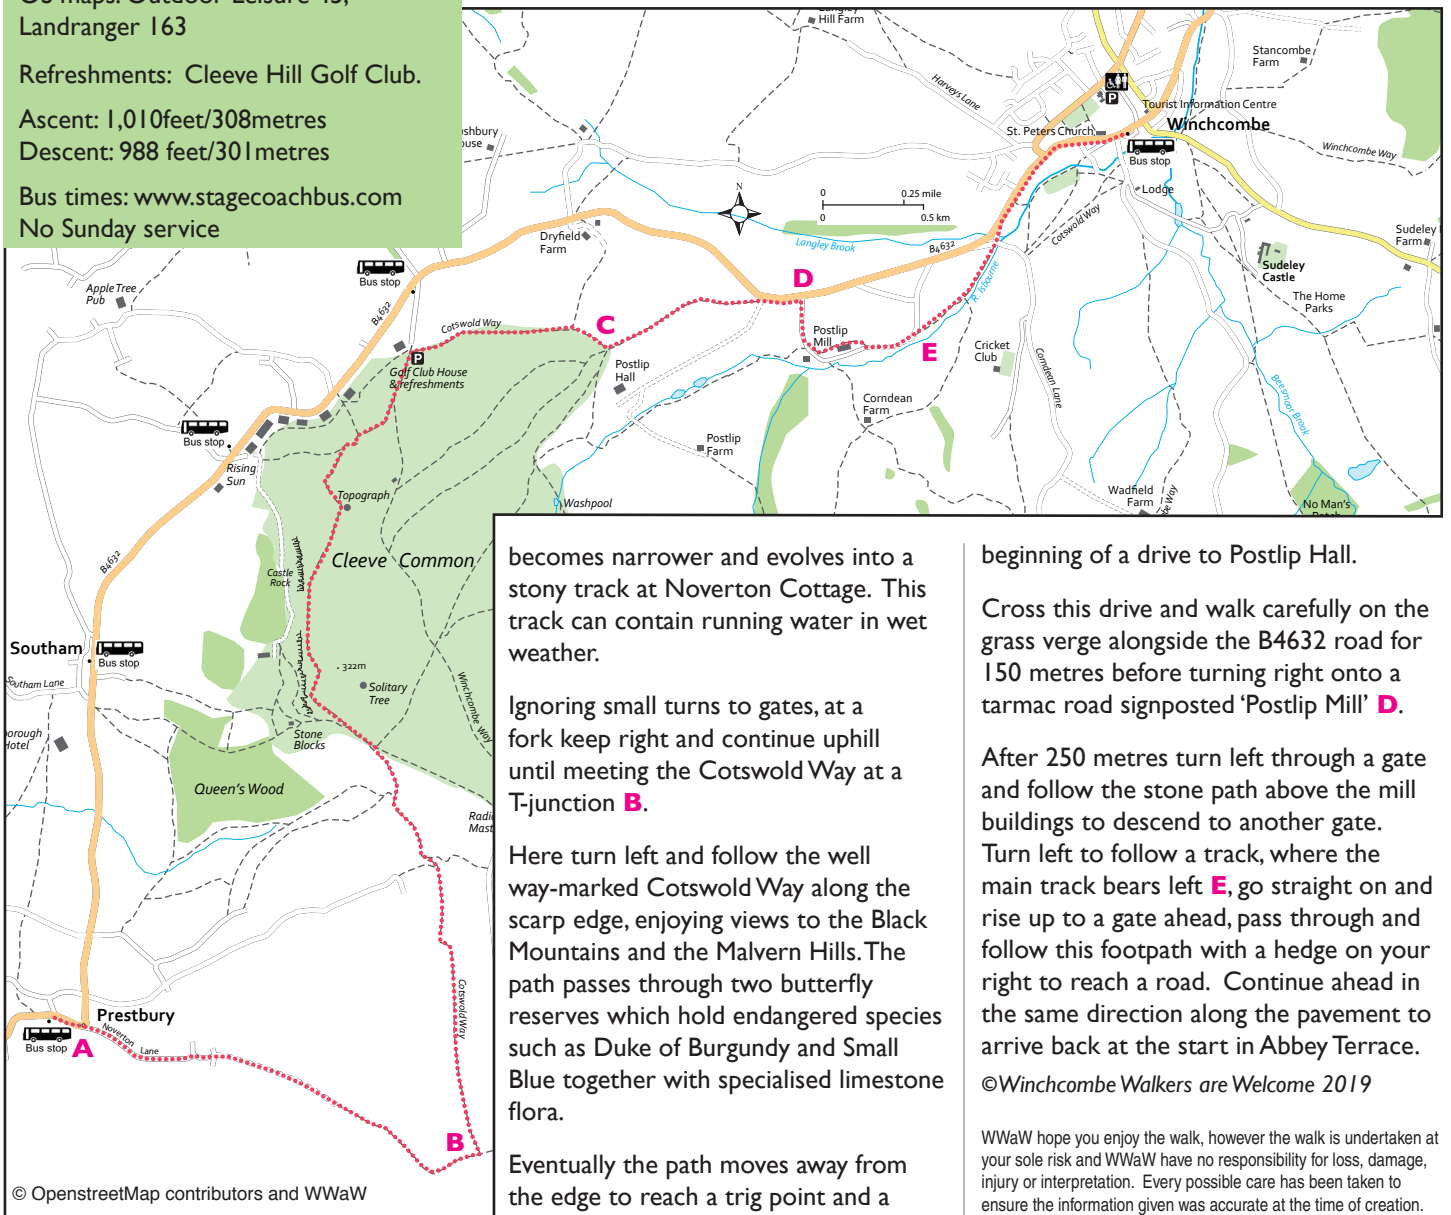 Landranger 163
Refreshments: Cleeve Hill Golf Club.
Ascent: 1,010feet/308metres
Descent: 988 feet/301metres
Bus times: www.stagecoachbus.com
No Sunday service
Hill Farm
Harveys Lane
Stancombe
Farm
P
Tourist Information Centre
Winchcombe
St. Peters Church
Bus stop
Winchcombe Way
Lodge
Cotswold Way
N
0 0.25 mile
0 0.5 km
Langley Brook
B4632
R. Isbourne
Sudeley
Farm
Sudeley
Castle
The Home
Parks
Dryfield
Farm
Bus stop
Apple Tree
Pub
B4632
Cotswold Way
C
D
Postlip
Mill
E
Cricket
Club
Corndean Lane
Beesmoor Brook
P
Golf Club House
& refreshments
Postlip
Hall
Corndean
Farm
Postlip
Farm
Bus stop
Rising
Sun
Topograph
Washpool
Wadfield
Farm
No Man's
Cleeve Common
Castle
Rock
B4632
Southam
Bus stop
Southam Lane
322m
Solitary
Tree
Winchcombe Way
Stone
Blocks
Hotel
Queen's Wood
Mast
Cotswold Way
Prestbury
Bus stop
A
Noverton Lane
B
© OpenstreetMap contributors and WWaW
becomes narrower and evolves into a
stony track at Noverton Cottage. This
track can contain running water in wet
weather.
Ignoring small turns to gates, at a
fork keep right and continue uphill
until meeting the Cotswold Way at a
T-junction B.
Here turn left and follow the well
way-marked Cotswold Way along the
scarp edge, enjoying views to the Black
Mountains and the Malvern Hills. The
path passes through two butterfly
reserves which hold endangered species
such as Duke of Burgundy and Small
Blue together with specialised limestone
flora.
Eventually the path moves away from
the edge to reach a trig point and a
beginning of a drive to Postlip Hall.
Cross this drive and walk carefully on the
grass verge alongside the B4632 road for
150 metres before turning right onto a
tarmac road signposted ‘Postlip Mill’ D.
After 250 metres turn left through a gate
and follow the stone path above the mill
buildings to descend to another gate.
Turn left to follow a track, where the
main track bears left E, go straight on and
rise up to a gate ahead, pass through and
follow this footpath with a hedge on your
right to reach a road. Continue ahead in
the same direction along the pavement to
arrive back at the start in Abbey Terrace.
©Winchcombe Walkers are Welcome 2019
WWaW hope you enjoy the walk, however the walk is undertaken at
your sole risk and WWaW have no responsibility for loss, damage,
injury or interpretation. Every possible care has been taken to
ensure the information given was accurate at the time of creation.